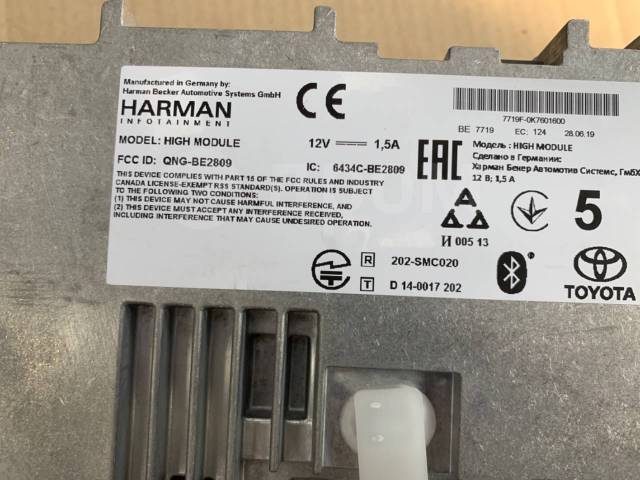 Manufactured in Germany by:
Harman Becker Automotive Systems GmbH
HARMAN
INFOTAINMENT
MODEL: HIGH MODULE
12V 1,5A
FCC ID: QNG-BE2809
IC: 6434C-BE2809
THIS DEVICE COMPLIES WITH PART 15 OF THE FCC RULES AND INDUSTRY
CANADA LICENSE-EXEMPT RSS STANDARD(S). OPERATION IS SUBJECT TO THE
FOLLOWING TWO CONDITIONS:
(1) THIS DEVICE MAY NOT CAUSE HARMFUL INTERFERENCE, AND
(2) THIS DEVICE MUST ACCEPT ANY INTERFERENCE RECEIVED,
INCLUDING INTERFERENCE THAT MAY CAUSE UNDESIRED OPERATION
CE
7719F-0K7601600
BE 7719 EC: 124 28.06.19
EAC
Модель: HIGH MODULE
Сделано в Германии:
Харман Бекер Аутомотив Системс, ГмбХ
12 В; 1,5 А
И 005 13
5
R 202-SMC020
T D 14-0017 202
TOYOTA